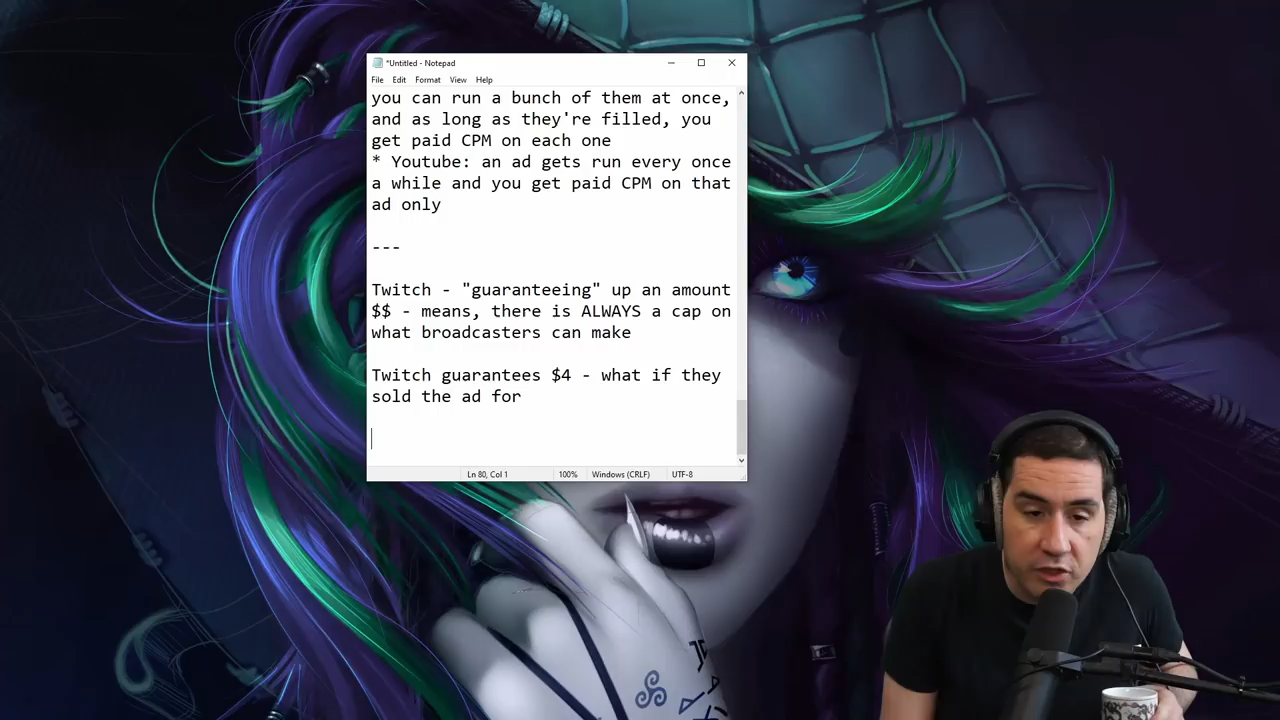 *Untitled - Notepad
File Edit Format View Help
you can run a bunch of them at once,
and as long as they're filled, you
get paid CPM on each one
* Youtube: an ad gets run every once
a while and you get paid CPM on that
ad only
---
Twitch - "guaranteeing" up an amount
$$ - means, there is ALWAYS a cap on
what broadcasters can make
Twitch guarantees $4 - what if they
sold the ad for
Ln 80, Col 1 100% Windows (CRLF) UTF-8